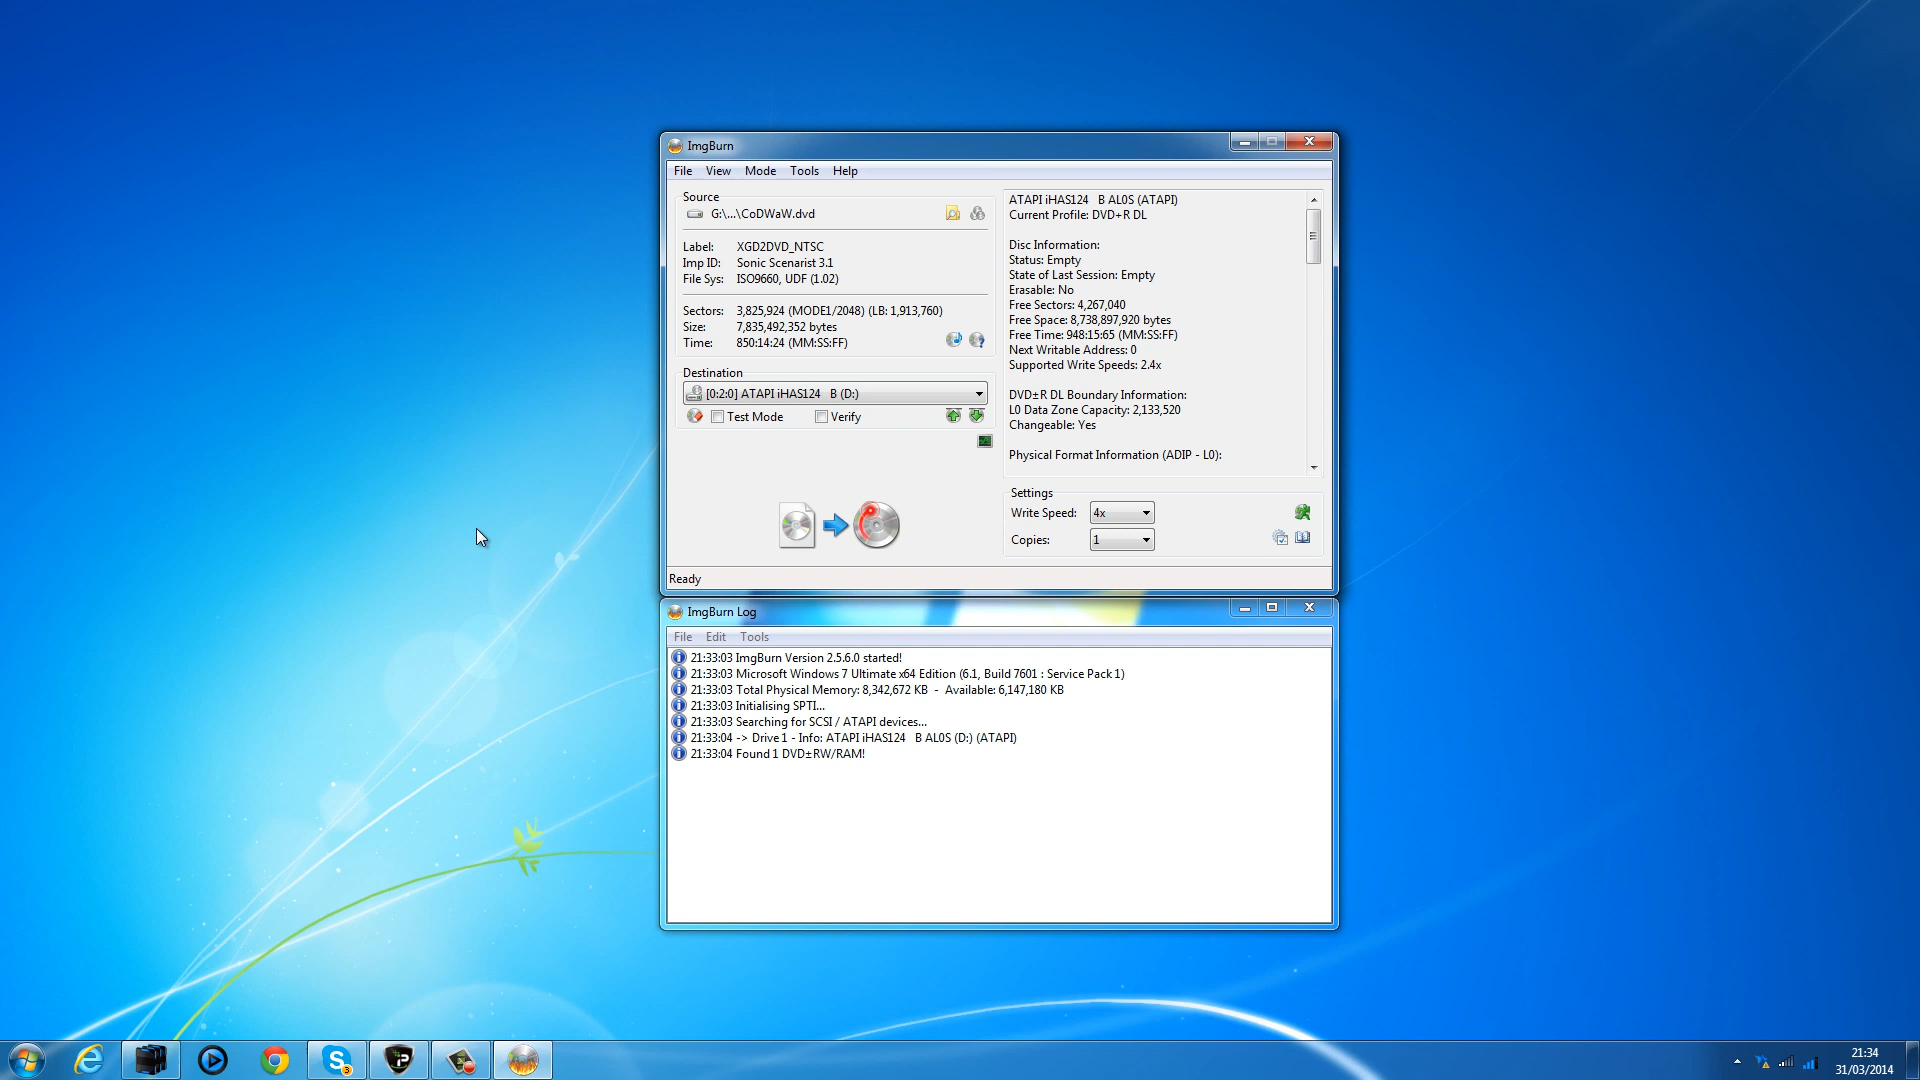 ImgBurn
File View Mode Tools Help
Source
G:\...\CoDWaW.dvd
Label: XGD2DVD_NTSC
Imp ID: Sonic Scenarist 3.1
File Sys: ISO9660, UDF (1.02)
Sectors: 3,825,924 (MODE1/2048) (LB: 1,913,760)
Size: 7,835,492,352 bytes
Time: 850:14:24 (MM:SS:FF)
Destination
[0:2:0] ATAPI iHAS124 B (D:)
Test Mode Verify
ATAPI iHAS124 B AL0S (ATAPI)
Current Profile: DVD+R DL
Disc Information:
Status: Empty
State of Last Session: Empty
Erasable: No
Free Sectors: 4,267,040
Free Space: 8,738,897,920 bytes
Free Time: 948:15:65 (MM:SS:FF)
Next Writable Address: 0
Supported Write Speeds: 2.4x
DVD±R DL Boundary Information:
L0 Data Zone Capacity: 2,133,520
Changeable: Yes
Physical Format Information (ADIP - L0):
Settings
Write Speed: 4x
Copies: 1
Ready
ImgBurn Log
File Edit Tools
21:33:03 ImgBurn Version 2.5.6.0 started!
21:33:03 Microsoft Windows 7 Ultimate x64 Edition (6.1, Build 7601 : Service Pack 1)
21:33:03 Total Physical Memory: 8,342,672 KB - Available: 6,147,180 KB
21:33:03 Initialising SPTI...
21:33:03 Searching for SCSI / ATAPI devices...
21:33:04 -> Drive 1 - Info: ATAPI iHAS124 B AL0S (D:) (ATAPI)
21:33:04 Found 1 DVD±RW/RAM!
3
21:34
31/03/2014